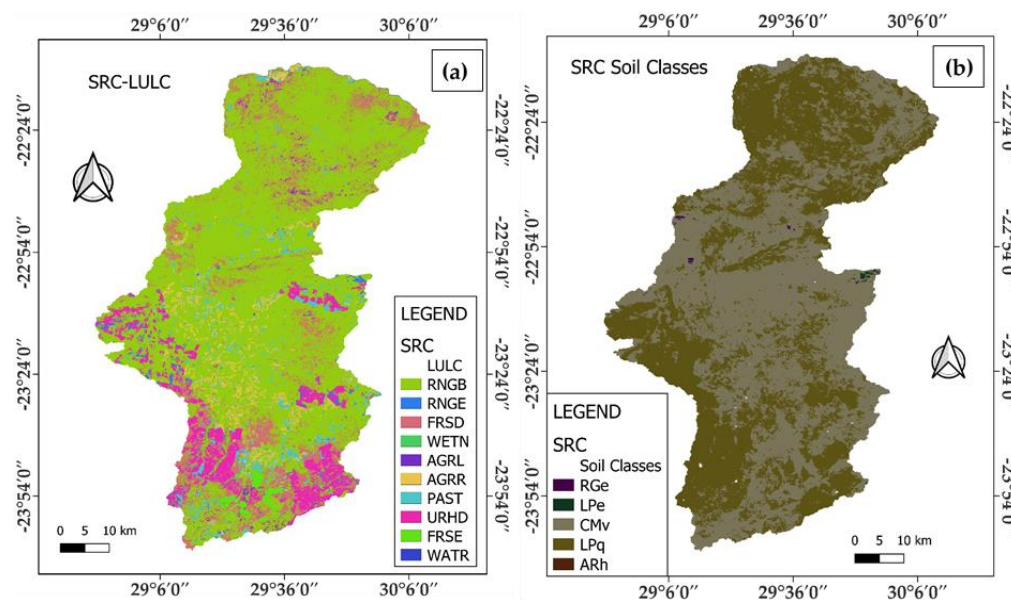 29°6′0″ 29°36′0″ 30°6′0″
SRC-LULC
(a)
-22°24′0″ -22°54′0″ -23°24′0″ -23°54′0″
-22°24′0″ -22°54′0″ -23°24′0″ -23°54′0″
LEGEND
SRC
LULC
RNGB
RNGE
FRSD
WETN
AGRL
AGRR
PAST
URHD
FRSE
WATR
0 5 10 km
29°6′0″ 29°36′0″ 30°6′0″
29°6′0″ 29°36′0″ 30°6′0″
SRC Soil Classes
(b)
-22°24′0″ -22°54′0″ -23°24′0″ -23°54′0″
-22°24′0″ -22°54′0″ -23°24′0″ -23°54′0″
LEGEND
SRC
Soil Classes
RGe
LPe
CMv
LPq
ARh
0 5 10 km
29°6′0″ 29°36′0″ 30°6′0″